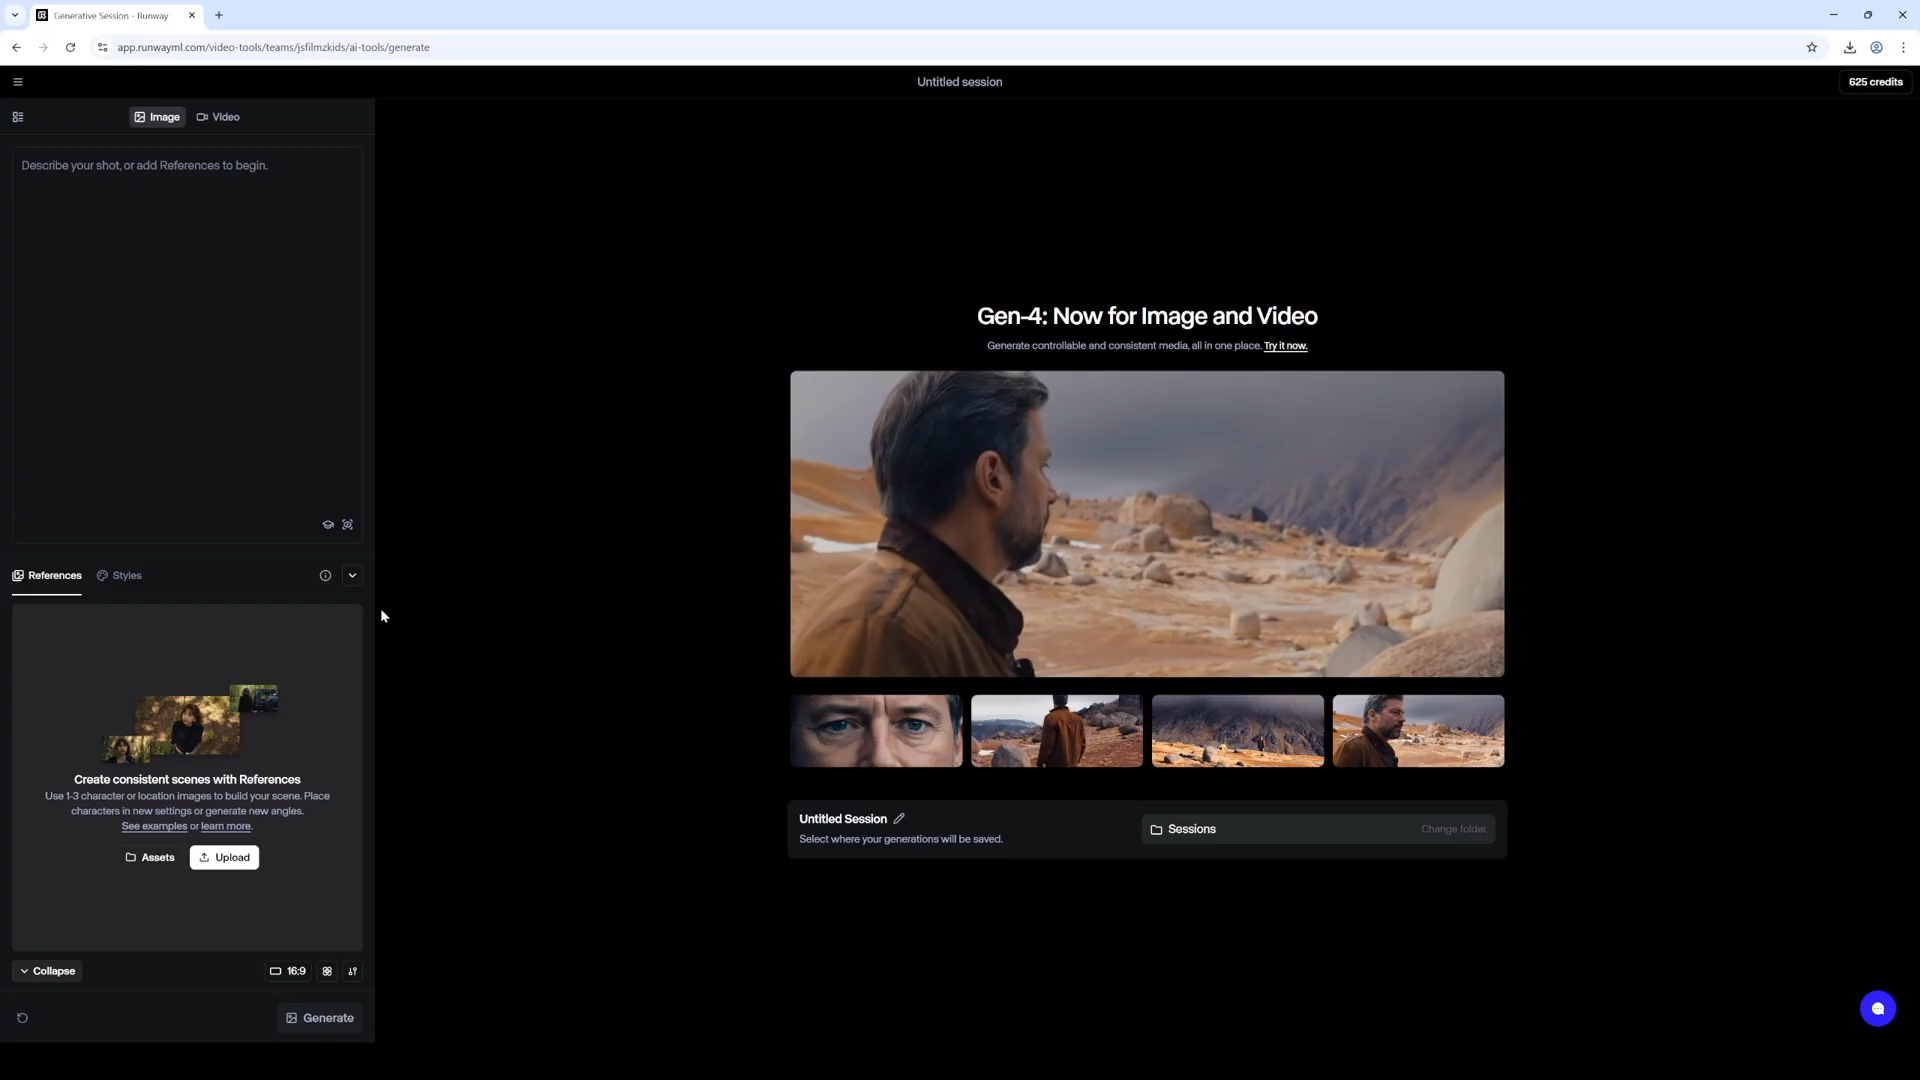 Generative Session - Runway
app.runwayml.com/video-tools/teams/jsfilmzkids/ai-tools/generate
Untitled session
625 credits
Image
Video
Describe your shot, or add References to begin.
Gen-4: Now for Image and Video
Generate controllable and consistent media, all in one place. Try it now.
References
Styles
Create consistent scenes with References
Use 1-3 character or location images to build your scene. Place
characters in new settings or generate new angles.
See examples or learn more.
Assets
Upload
Untitled Session
Select where your generations will be saved.
Sessions
Change folder
Collapse
16:9
Generate